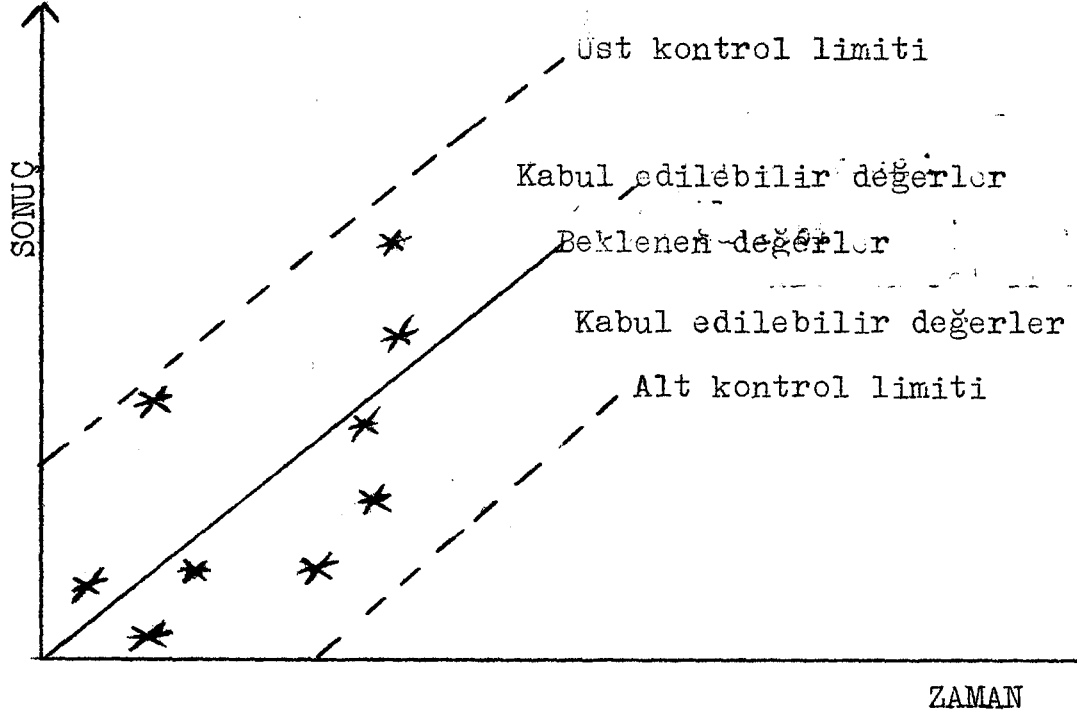 Üst kontrol limiti
Kabul edilebilir değerler
SONUÇ
Beklenen değerler
Kabul edilebilir değerler
Alt kontrol limiti
ZAMAN